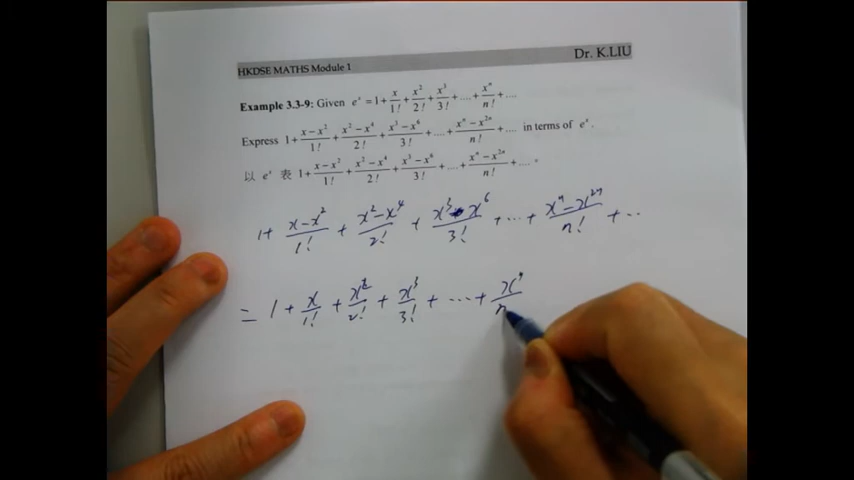 HKDSE MATHS Module 1 Dr. K.LIU
Example 3.3-9: Given e^x = 1 + x/1! + x^2/2! + x^3/3! + .... + x^n/n! + ....
Express 1 + (x−x^2)/1! + (x^2−x^4)/2! + (x^3−x^6)/3! + .... + (x^n−x^{2n})/n! + .... in terms of e^x.
以 e^x 表 1 + (x−x^2)/1! + (x^2−x^4)/2! + (x^3−x^6)/3! + .... + (x^n−x^{2n})/n! + .... 。
1 + (x−x^2)/1! + (x^2−x^4)/2! + (x^3−x^6)/3! + ... + (x^n−x^{2n})/n! + ...
= 1 + x/1! + x^2/2! + x^3/3! + ... + x^n/n